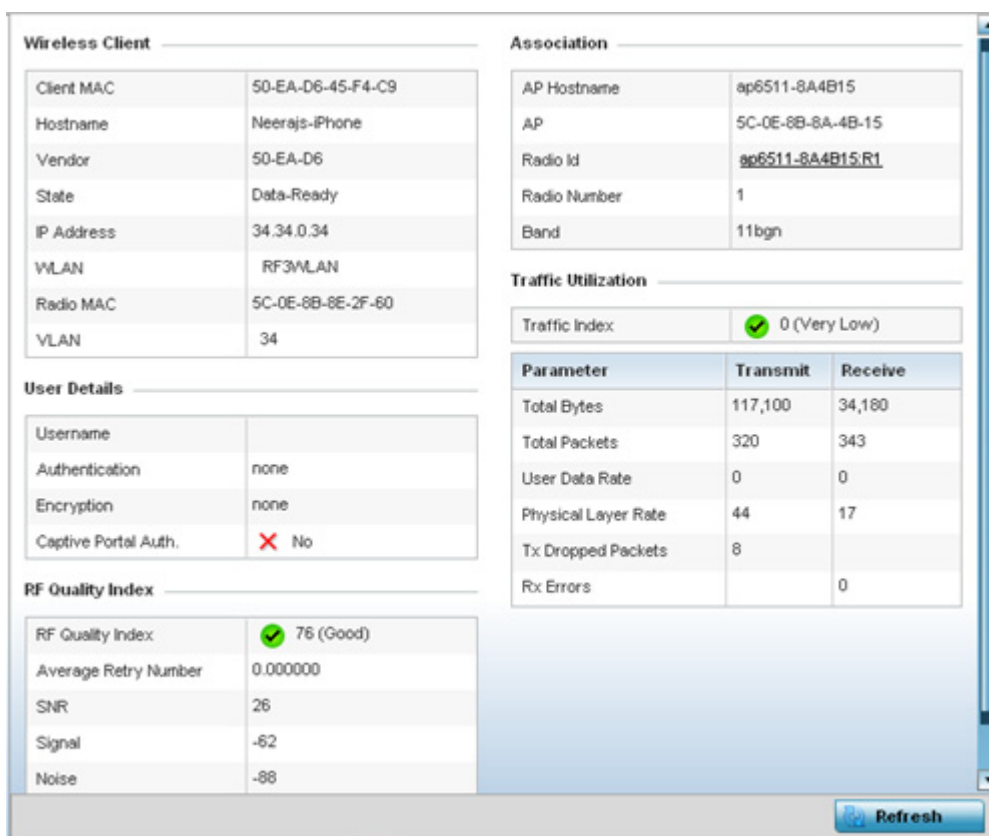 Wireless Client
Client MAC 50-EA-D6-45-F4-C9
Hostname Neerajs-iPhone
Vendor 50-EA-D6
State Data-Ready
IP Address 34.34.0.34
WLAN RF3WLAN
Radio MAC 5C-0E-8B-8E-2F-60
VLAN 34
User Details
Username
Authentication none
Encryption none
Captive Portal Auth. No
RF Quality Index
RF Quality Index 76 (Good)
Average Retry Number 0.000000
SNR 26
Signal -62
Noise -88
Association
AP Hostname ap6511-8A4B15
AP 5C-0E-8B-8A-4B-15
Radio Id ap6511-8A4B15:R1
Radio Number 1
Band 11bgn
Traffic Utilization
Traffic Index 0 (Very Low)
Parameter Transmit Receive
Total Bytes 117,100 34,180
Total Packets 320 343
User Data Rate 0 0
Physical Layer Rate 44 17
Tx Dropped Packets 8
Rx Errors 0
Refresh